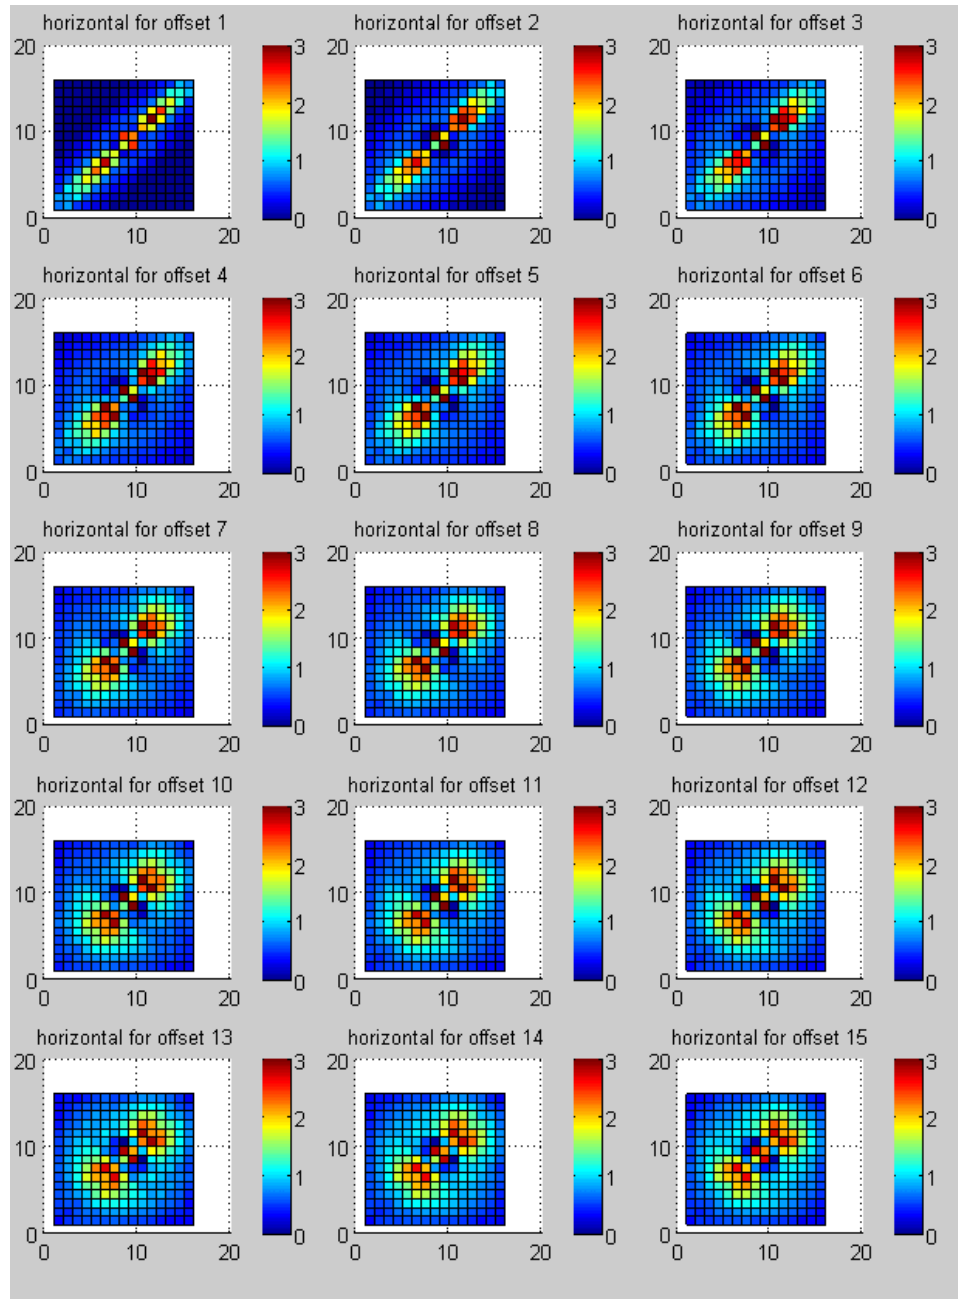 horizontal for offset 1
horizontal for offset 2
horizontal for offset 3
20 3 20 3 20 3
2 2 2
10 10 10
1 1 1
0 0 0 0 0 0
0 10 20 0 10 20 0 10 20
horizontal for offset 4
horizontal for offset 5
horizontal for offset 6
20 3 20 3 20 3
2 2 2
10 10 10
1 1 1
0 0 0 0 0 0
0 10 20 0 10 20 0 10 20
horizontal for offset 7
horizontal for offset 8
horizontal for offset 9
20 3 20 3 20 3
2 2 2
10 10 10
1 1 1
0 0 0 0 0 0
0 10 20 0 10 20 0 10 20
horizontal for offset 10
horizontal for offset 11
horizontal for offset 12
20 3 20 3 20 3
2 2 2
10 10 10
1 1 1
0 0 0 0 0 0
0 10 20 0 10 20 0 10 20
horizontal for offset 13
horizontal for offset 14
horizontal for offset 15
20 3 20 3 20 3
2 2 2
10 10 10
1 1 1
0 0 0 0 0 0
0 10 20 0 10 20 0 10 20